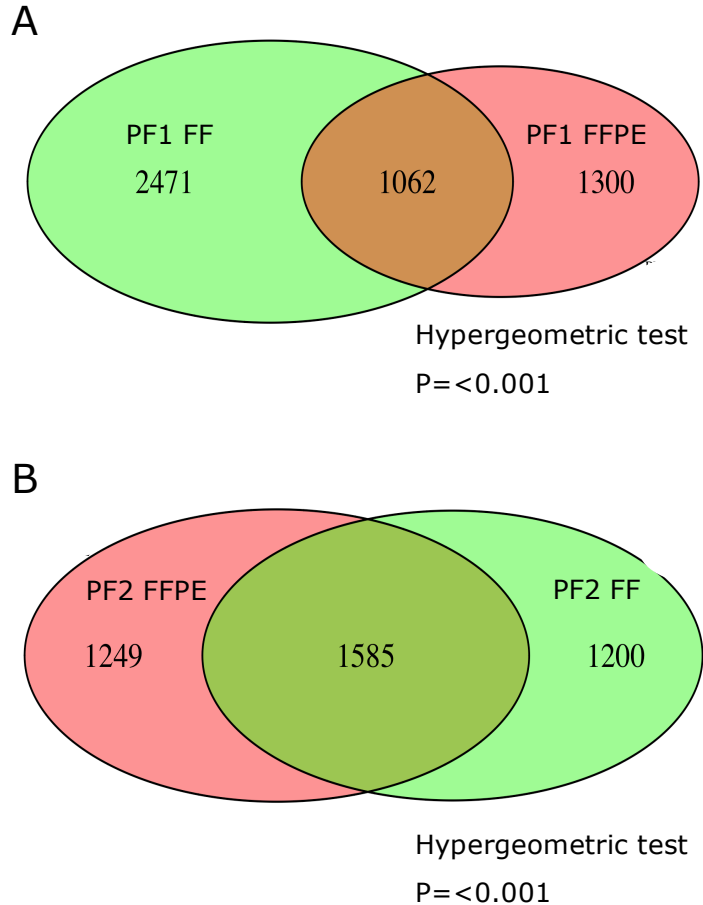 A
PF1 FF
PF1 FFPE
2471
1062
1300
Hypergeometric test
P=<0.001
B
PF2 FFPE
PF2 FF
1249
1585
1200
Hypergeometric test
P=<0.001